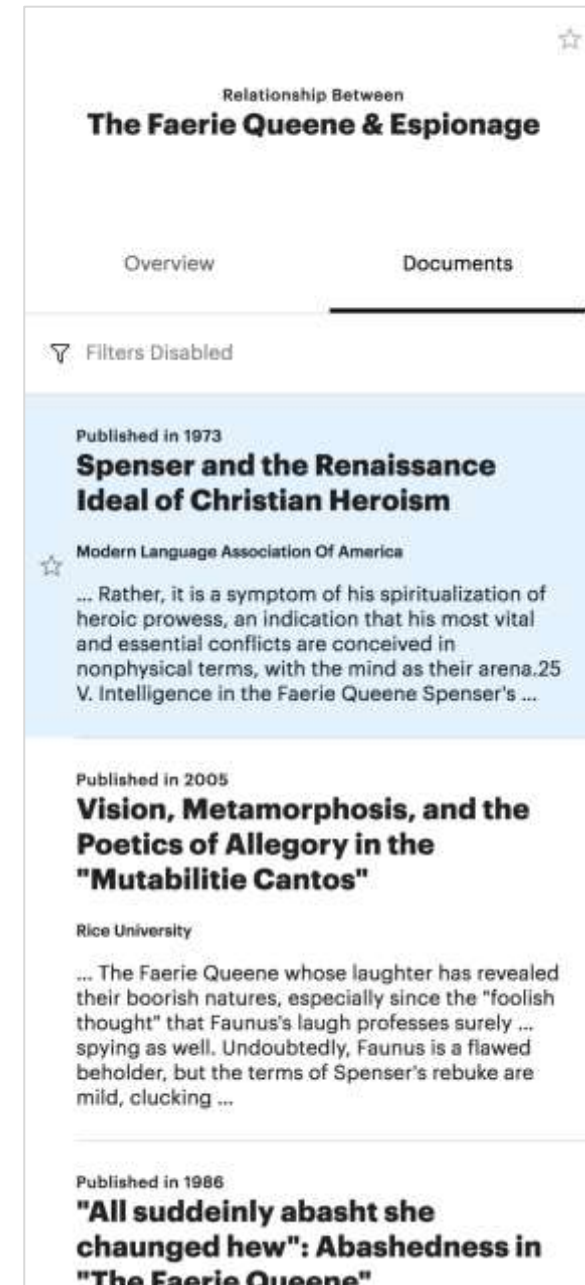 Relationship Between
The Faerie Queene & Espionage
Overview
Documents
Filters Disabled
Published in 1973
Spenser and the Renaissance
Ideal of Christian Heroism
Modern Language Association Of America
... Rather, it is a symptom of his spiritualization of
heroic prowess, an indication that his most vital
and essential conflicts are conceived in
nonphysical terms, with the mind as their arena.25
V. Intelligence in the Faerie Queene Spenser's ...
Published in 2005
Vision, Metamorphosis, and the
Poetics of Allegory in the
"Mutabilitie Cantos"
Rice University
... The Faerie Queene whose laughter has revealed
their boorish natures, especially since the "foolish
thought" that Faunus's laugh professes surely ...
spying as well. Undoubtedly, Faunus is a flawed
beholder, but the terms of Spenser's rebuke are
mild, clucking ...
Published in 1986
"All suddeinly abasht she
chaunged hew": Abashedness in
"The Faerie Queene"